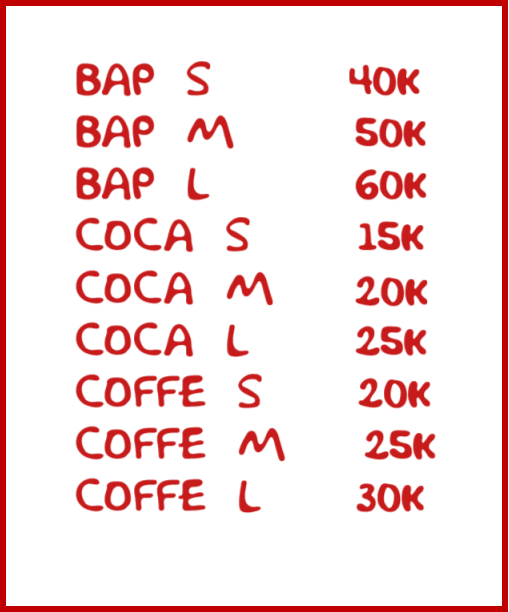 BAP S 40K
BAP M 50K
BAP L 60K
COCA S 15K
COCA M 20K
COCA L 25K
COFFE S 20K
COFFE M 25K
COFFE L 30K